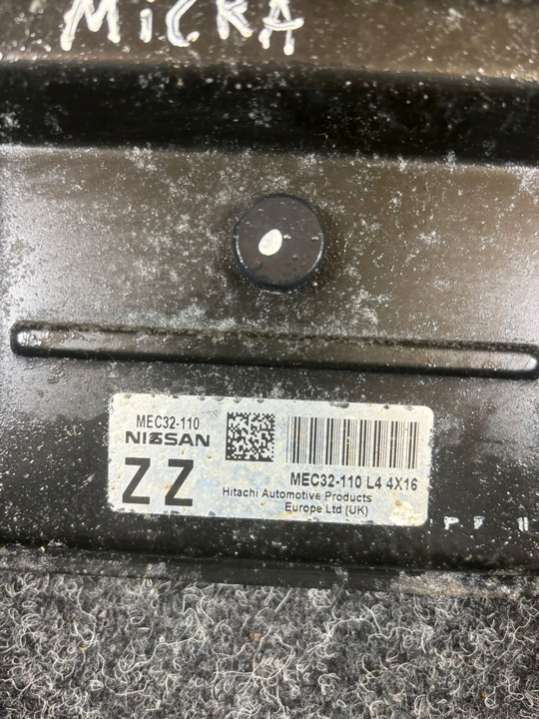 MICRA
MEC32-110
NISSAN
ZZ
MEC32-110 L4 4X16
Hitachi Automotive Products
Europe Ltd (UK)